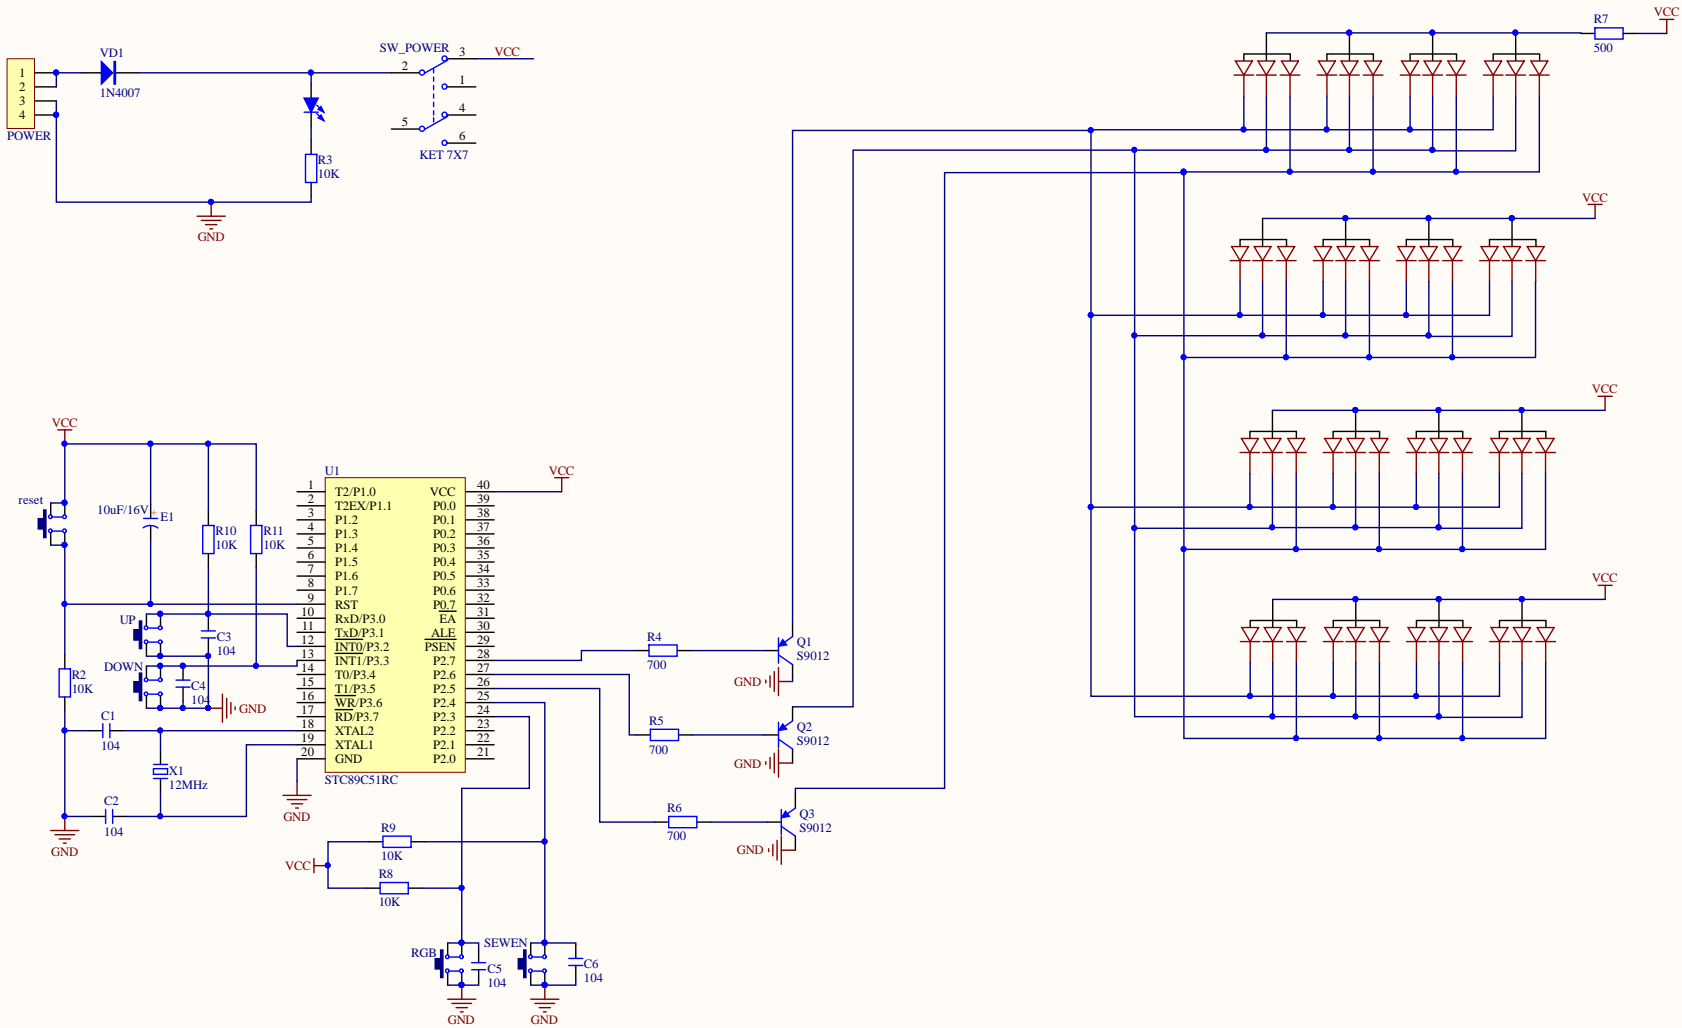 R7
VCC
500
VD1
SW_POWER
3
VCC
2
1
1
2
3
4
1N4007
4
5
6
POWER
KET 7X7
R3
10K
GND
VCC
VCC
VCC
VCC
reset
10uF/16V
+
E1
R10
10K
R11
10K
U1
VCC
1 T2/P1.0 VCC 40
2 T2EX/P1.1 P0.0 39
3 P1.2 P0.1 38
4 P1.3 P0.2 37
5 P1.4 P0.3 36
6 P1.5 P0.4 35
7 P1.6 P0.5 34
8 P1.7 P0.6 33
9 RST P0.7 32
10 RxD/P3.0 EA 31
11 TxD/P3.1 ALE 30
12 INT0/P3.2 PSEN 29
13 INT1/P3.3 P2.7 28
14 T0/P3.4 P2.6 27
15 T1/P3.5 P2.5 26
16 WR/P3.6 P2.4 25
17 RD/P3.7 P2.3 24
18 XTAL2 P2.2 23
19 XTAL1 P2.1 22
20 GND P2.0 21
STC89C51RC
UP
C3
104
DOWN
C4
104
GND
R2
10K
C1
104
X1
12MHz
C2
104
GND
GND
R4
700
Q1
S9012
GND
R5
700
Q2
S9012
GND
R6
700
Q3
S9012
GND
R9
10K
VCC
R8
10K
RGB
C5
104
GND
SEWEN
C6
104
GND